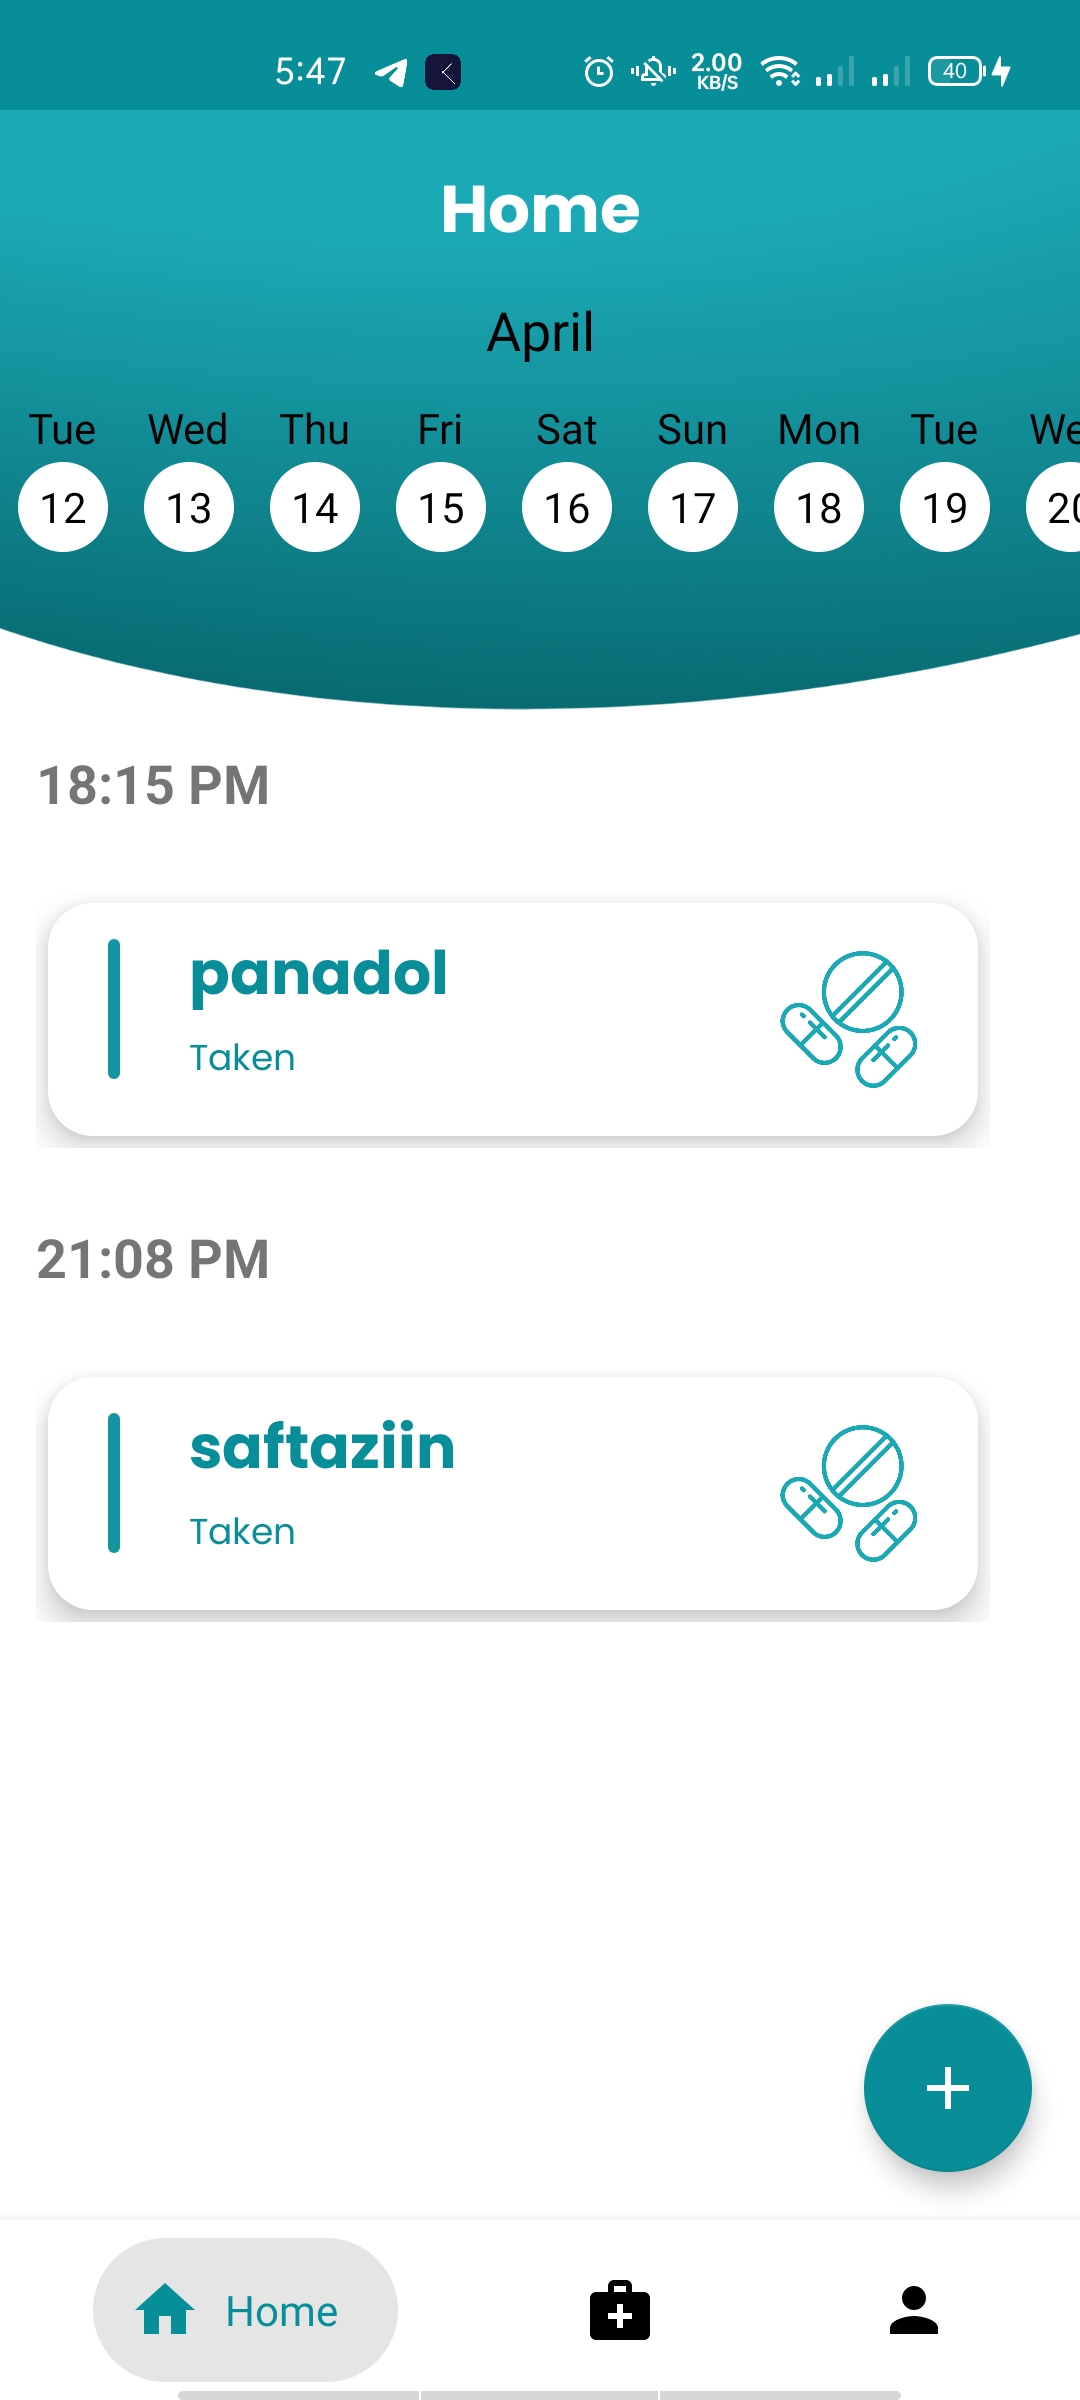 5:47 2.00 KB/S 40
Home
April
Tue Wed Thu Fri Sat Sun Mon Tue We
12 13 14 15 16 17 18 19 20
18:15 PM
panadol
Taken
21:08 PM
saftaziin
Taken
Home